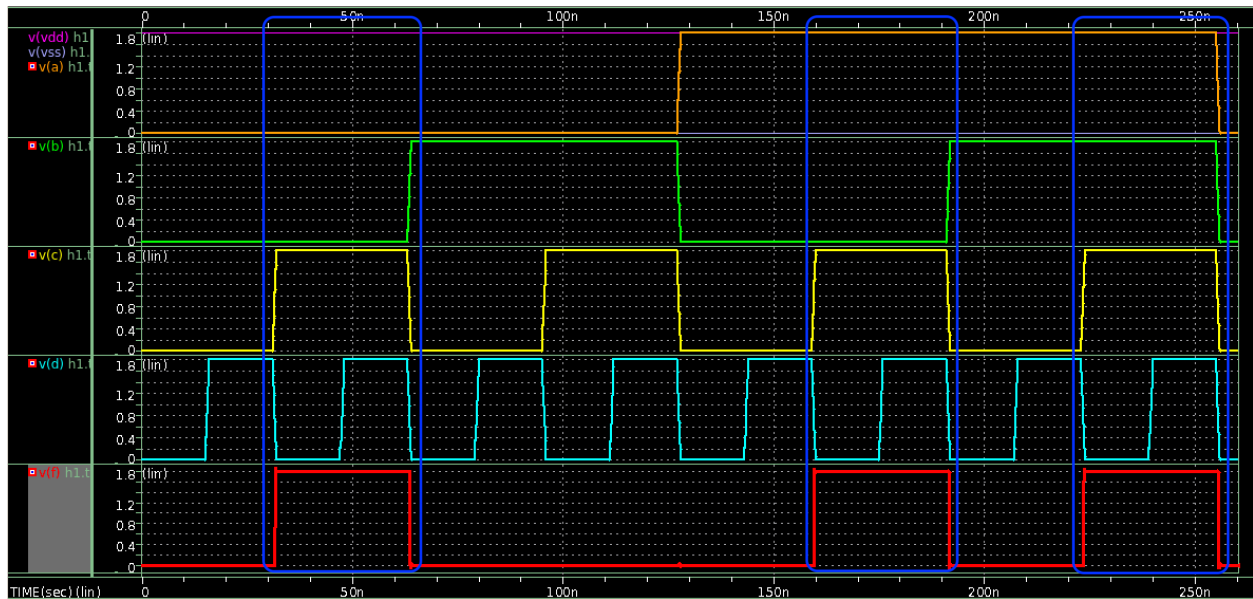 0 50n 100n 150n 200n 250n
v(vdd) h1
v(vss) h1.
v(a) h1.t
1.8 (lin)
1.2
0.8
0.4
0
v(b) h1.t
1.8 (lin)
1.2
0.8
0.4
0
v(c) h1.t
1.8 (lin)
1.2
0.8
0.4
0
v(d) h1.t
1.8 (lin)
1.2
0.8
0.4
0
v(f) h1.t
1.8 (lin)
1.2
0.8
0.4
0
TIME(sec) (lin) 0 50n 100n 150n 200n 250n